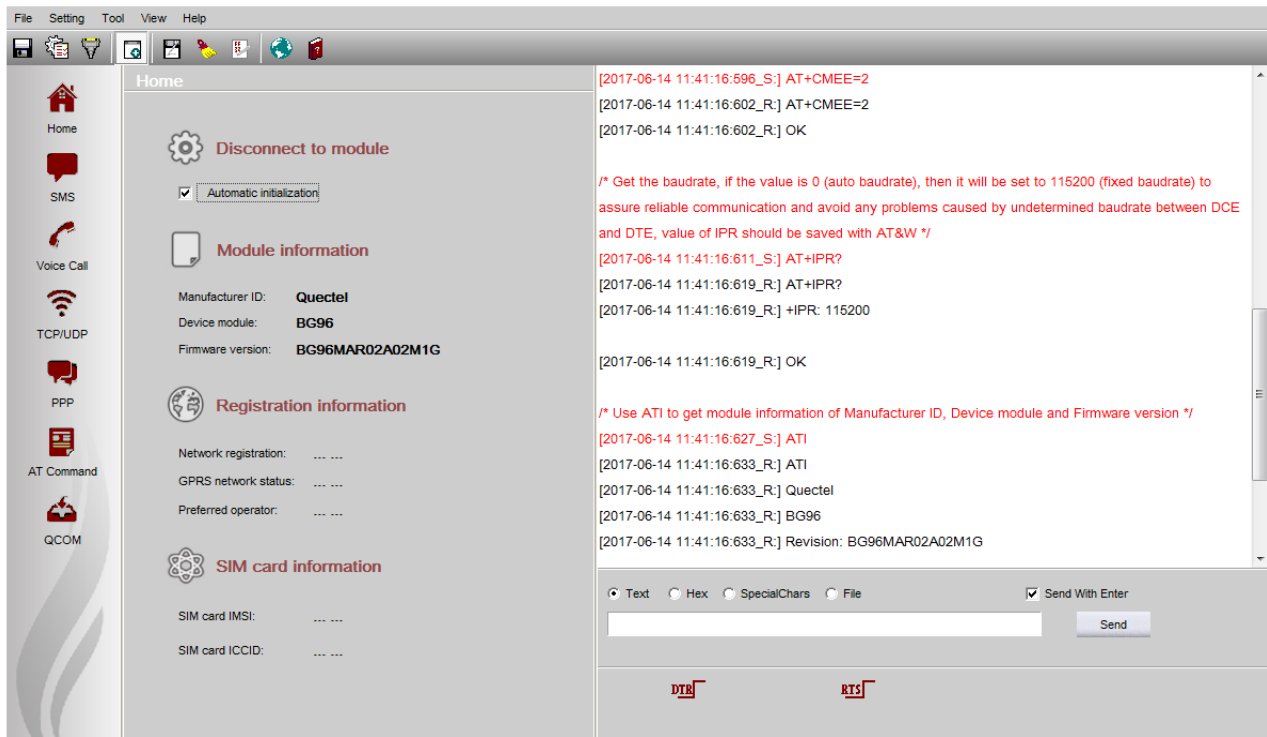 File Setting Tool View Help
Home
SMS
Voice Call
TCP/UDP
PPP
AT Command
QCOM
Home
Disconnect to module
Automatic initialization
Module information
Manufacturer ID: Quectel
Device module: BG96
Firmware version: BG96MAR02A02M1G
Registration information
Network registration: --- ---
GPRS network status: --- ---
Preferred operator: --- ---
SIM card information
SIM card IMSI: --- ---
SIM card ICCID: --- ---
[2017-06-14 11:41:16:596_S:] AT+CMEE=2
[2017-06-14 11:41:16:602_R:] AT+CMEE=2
[2017-06-14 11:41:16:602_R:] OK
/* Get the baudrate, if the value is 0 (auto baudrate), then it will be set to 115200 (fixed baudrate) to
assure reliable communication and avoid any problems caused by undetermined baudrate between DCE
and DTE, value of IPR should be saved with AT&W */
[2017-06-14 11:41:16:611_S:] AT+IPR?
[2017-06-14 11:41:16:619_R:] AT+IPR?
[2017-06-14 11:41:16:619_R:] +IPR: 115200
[2017-06-14 11:41:16:619_R:] OK
/* Use ATI to get module information of Manufacturer ID, Device module and Firmware version */
[2017-06-14 11:41:16:627_S:] ATI
[2017-06-14 11:41:16:633_R:] ATI
[2017-06-14 11:41:16:633_R:] Quectel
[2017-06-14 11:41:16:633_R:] BG96
[2017-06-14 11:41:16:633_R:] Revision: BG96MAR02A02M1G
Text Hex SpecialChars File Send With Enter
Send
DTR RTS